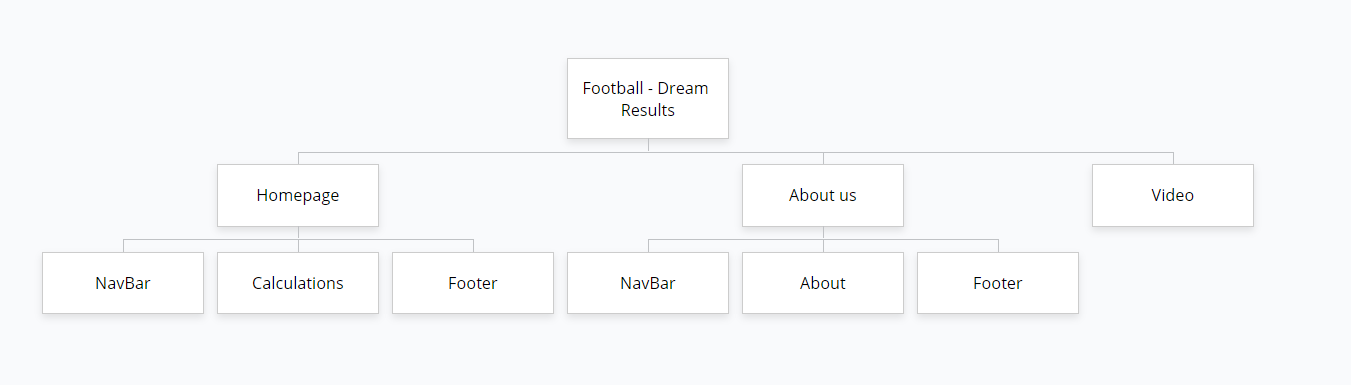 Football - Dream
Results
Homepage
About us
Video
NavBar
Calculations
Footer
NavBar
About
Footer